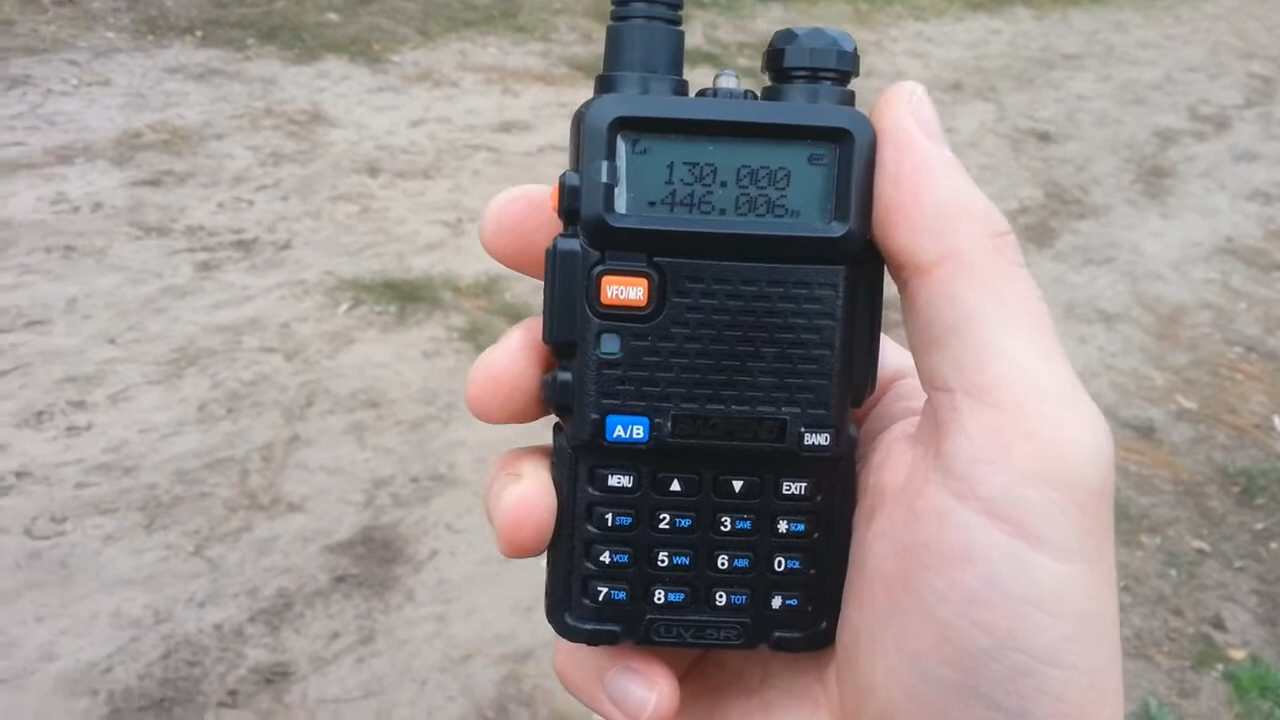 130.000
446.006
VFO/MR
A/B
BAND
MENU ▲ ▼ EXIT
1 STEP 2 TXP 3 SAVE * SCAN
4 VOX 5 WN 6 ABR 0 SQL
7 TDR 8 BEEP 9 TOT #
UV-5R